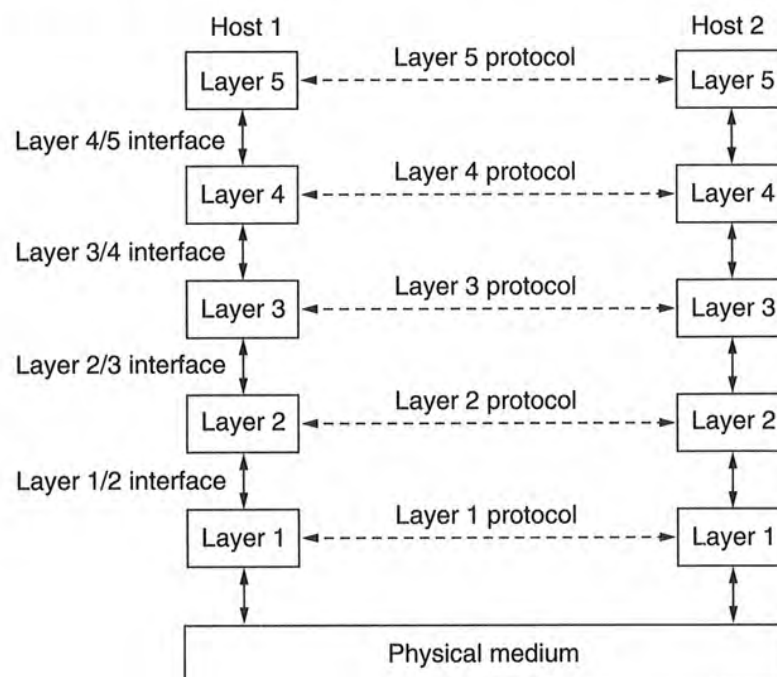 Host 1
Host 2
Layer 5 protocol
Layer 5
Layer 5
Layer 4/5 interface
Layer 4 protocol
Layer 4
Layer 4
Layer 3/4 interface
Layer 3 protocol
Layer 3
Layer 3
Layer 2/3 interface
Layer 2 protocol
Layer 2
Layer 2
Layer 1/2 interface
Layer 1 protocol
Layer 1
Layer 1
Physical medium